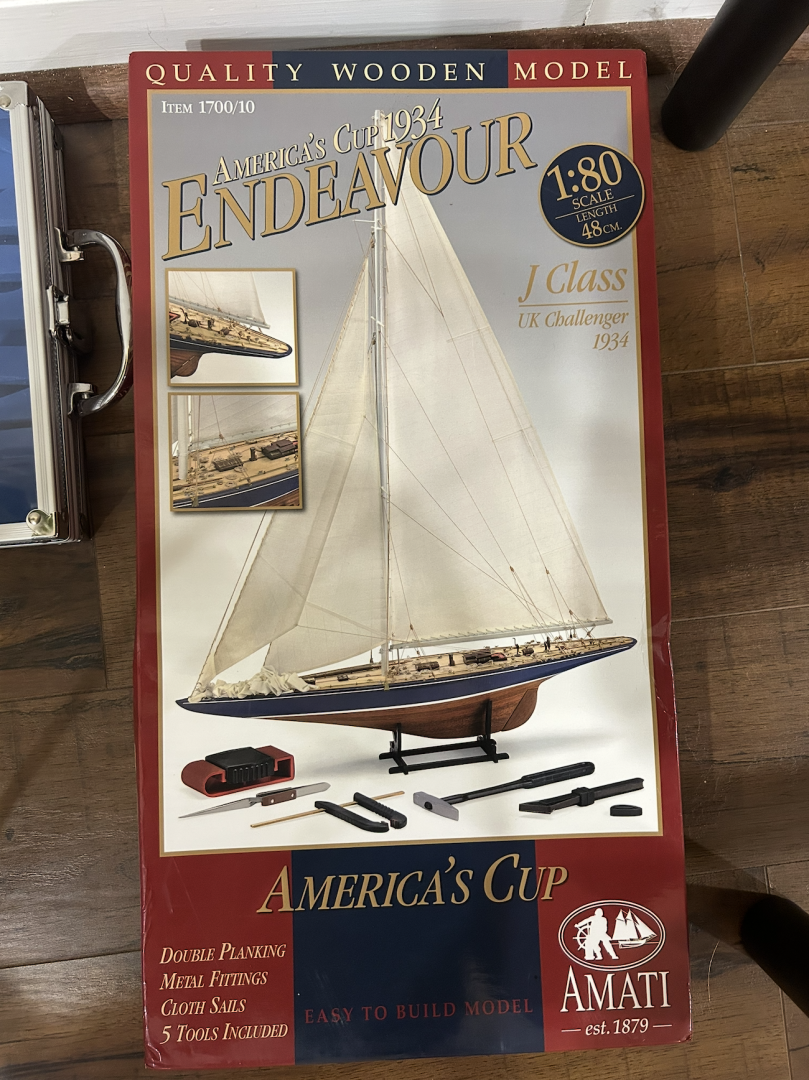 QUALITY WOODEN MODEL
ITEM 1700/10
AMERICA'S CUP 1934
ENDEAVOUR
1:80
SCALE
LENGTH
48 CM.
J Class
UK Challenger
1934
AMERICA'S CUP
DOUBLE PLANKING
METAL FITTINGS
CLOTH SAILS
5 TOOLS INCLUDED
EASY TO BUILD MODEL
AMATI
est. 1879